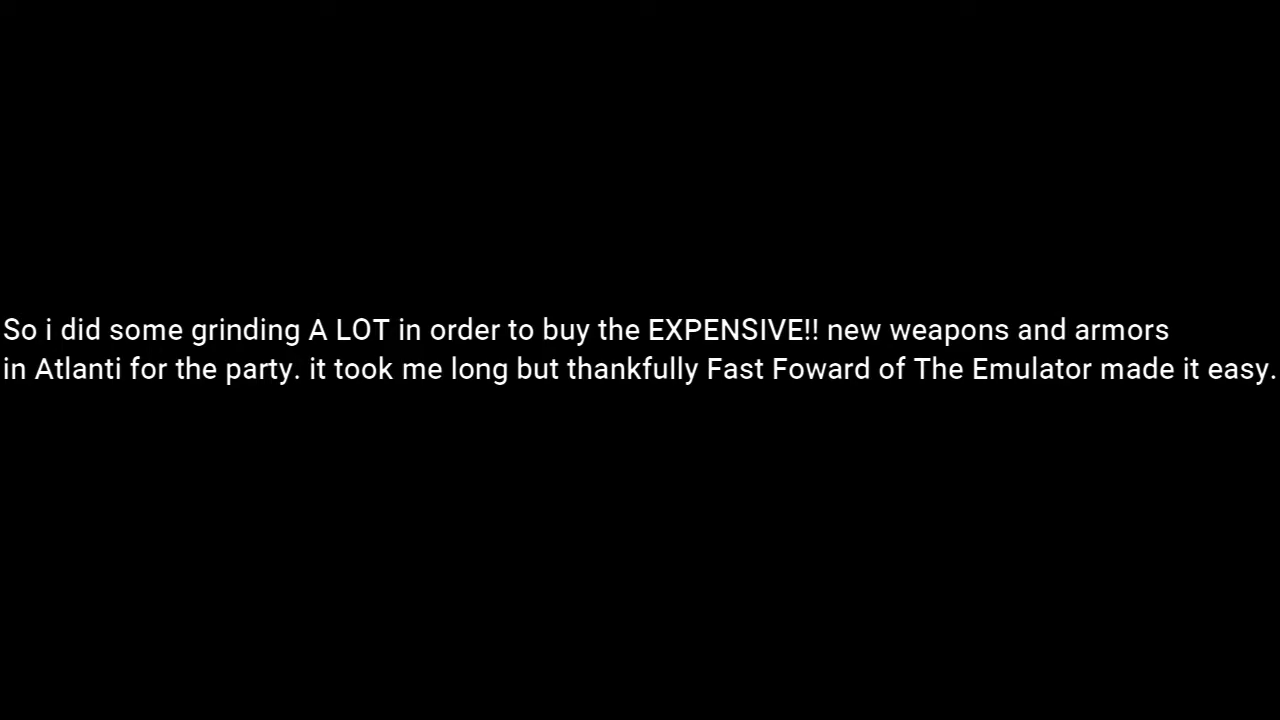 So i did some grinding A LOT in order to buy the EXPENSIVE!! new weapons and armors
in Atlanti for the party. it took me long but thankfully Fast Foward of The Emulator made it easy.